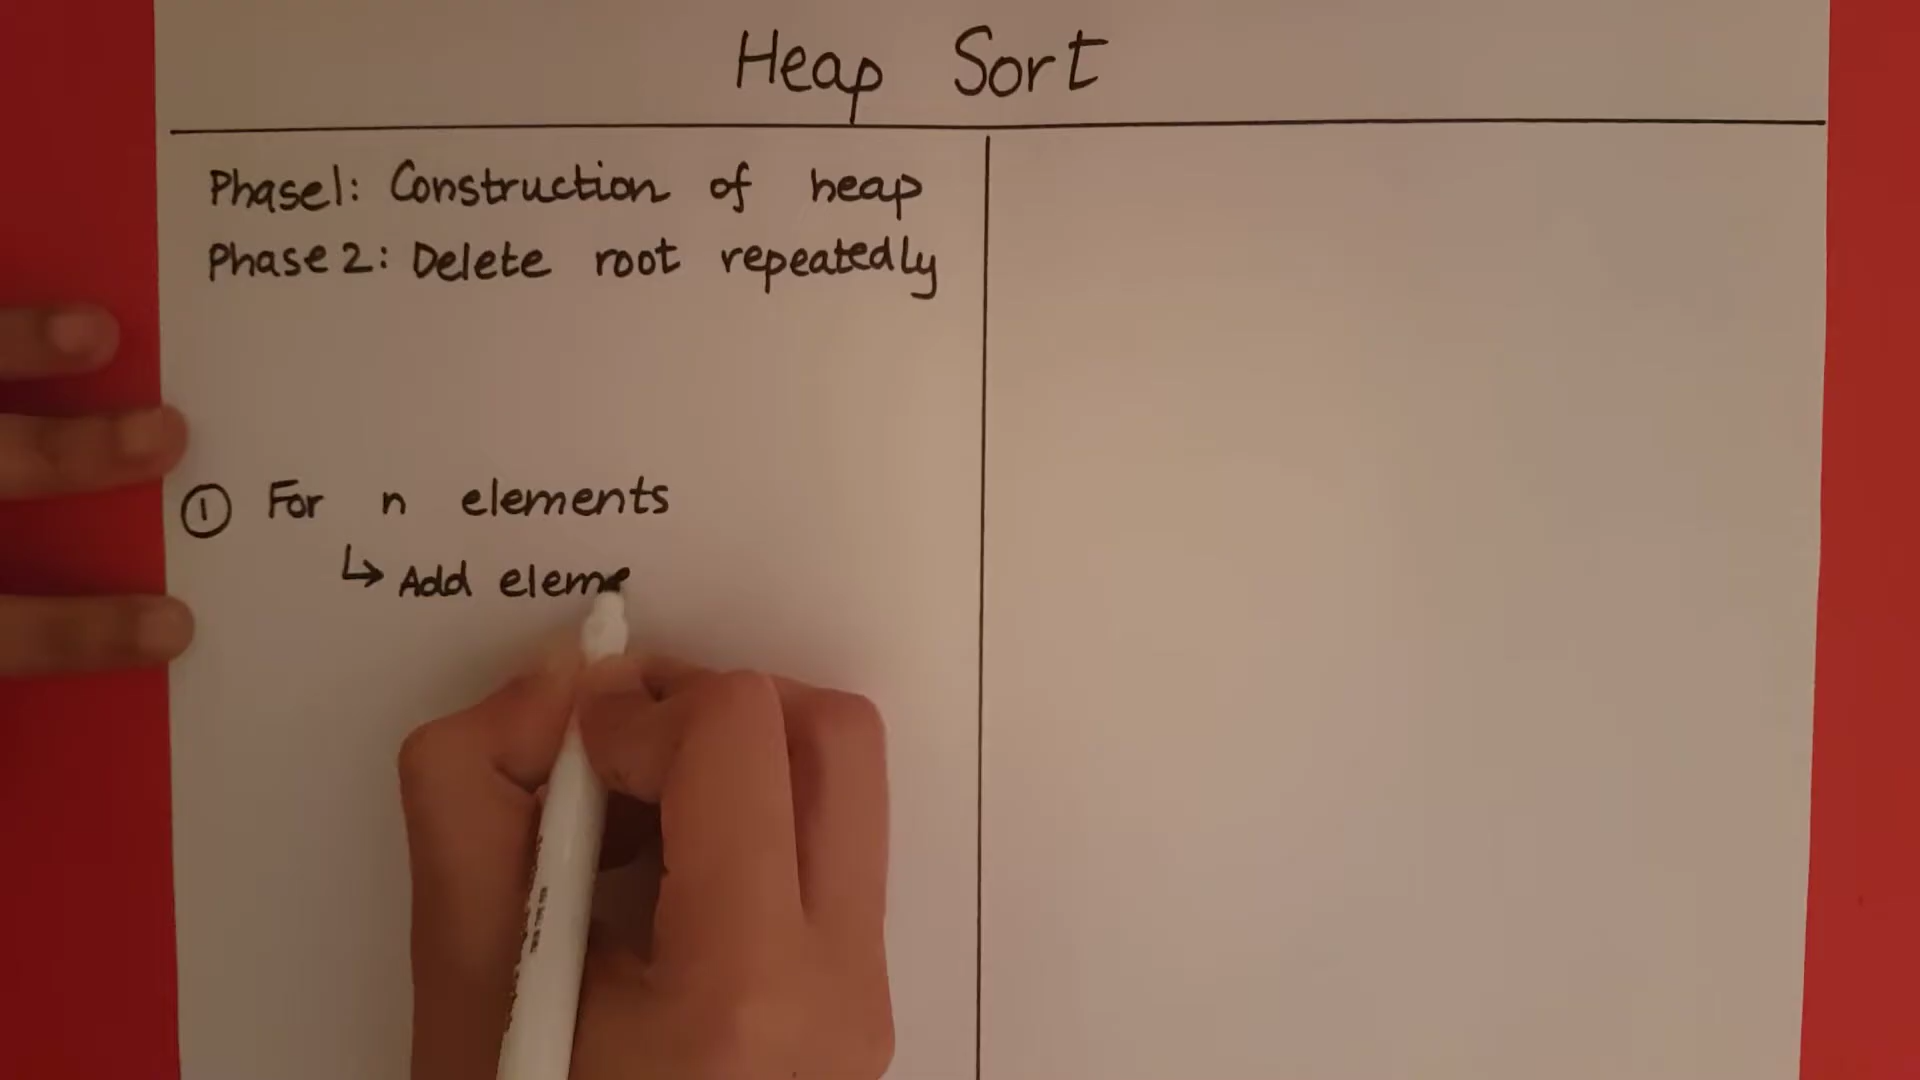 Heap Sort
Phase1: Construction of heap
Phase 2: Delete root repeatedly
① For n elements
↳ Add eleme